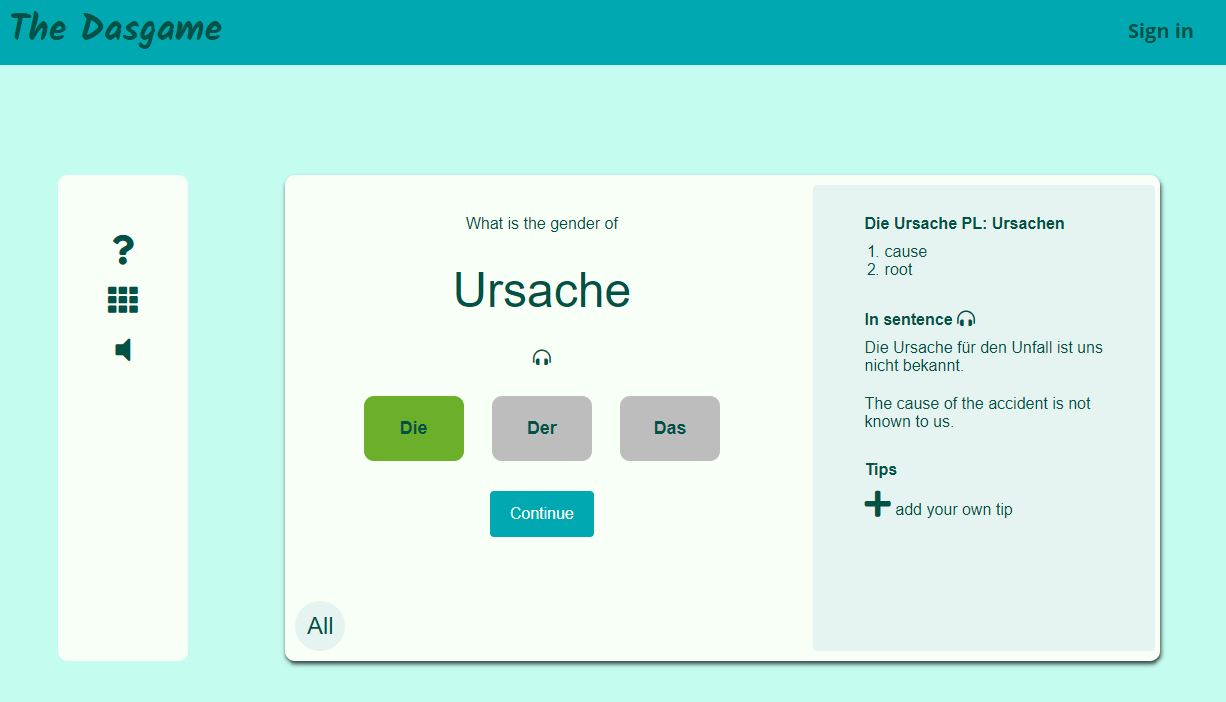 The Dasgame
Sign in
What is the gender of
Ursache
Die
Der
Das
Continue
All
Die Ursache PL: Ursachen
1. cause
2. root
In sentence
Die Ursache für den Unfall ist uns
nicht bekannt.
The cause of the accident is not
known to us.
Tips
add your own tip